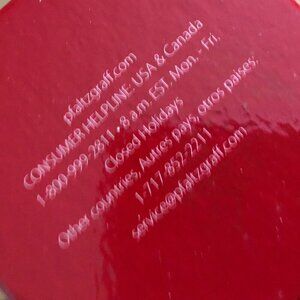 pfaltzgraff.com
CONSUMER HELPLINE: USA & Canada
1-800-999-2811 • 8 a.m. EST. Mon. - Fri.
Closed Holidays
Other countries, Autres pays, otros paises:
1-717-852-2211
service@pfaltzgraff.com